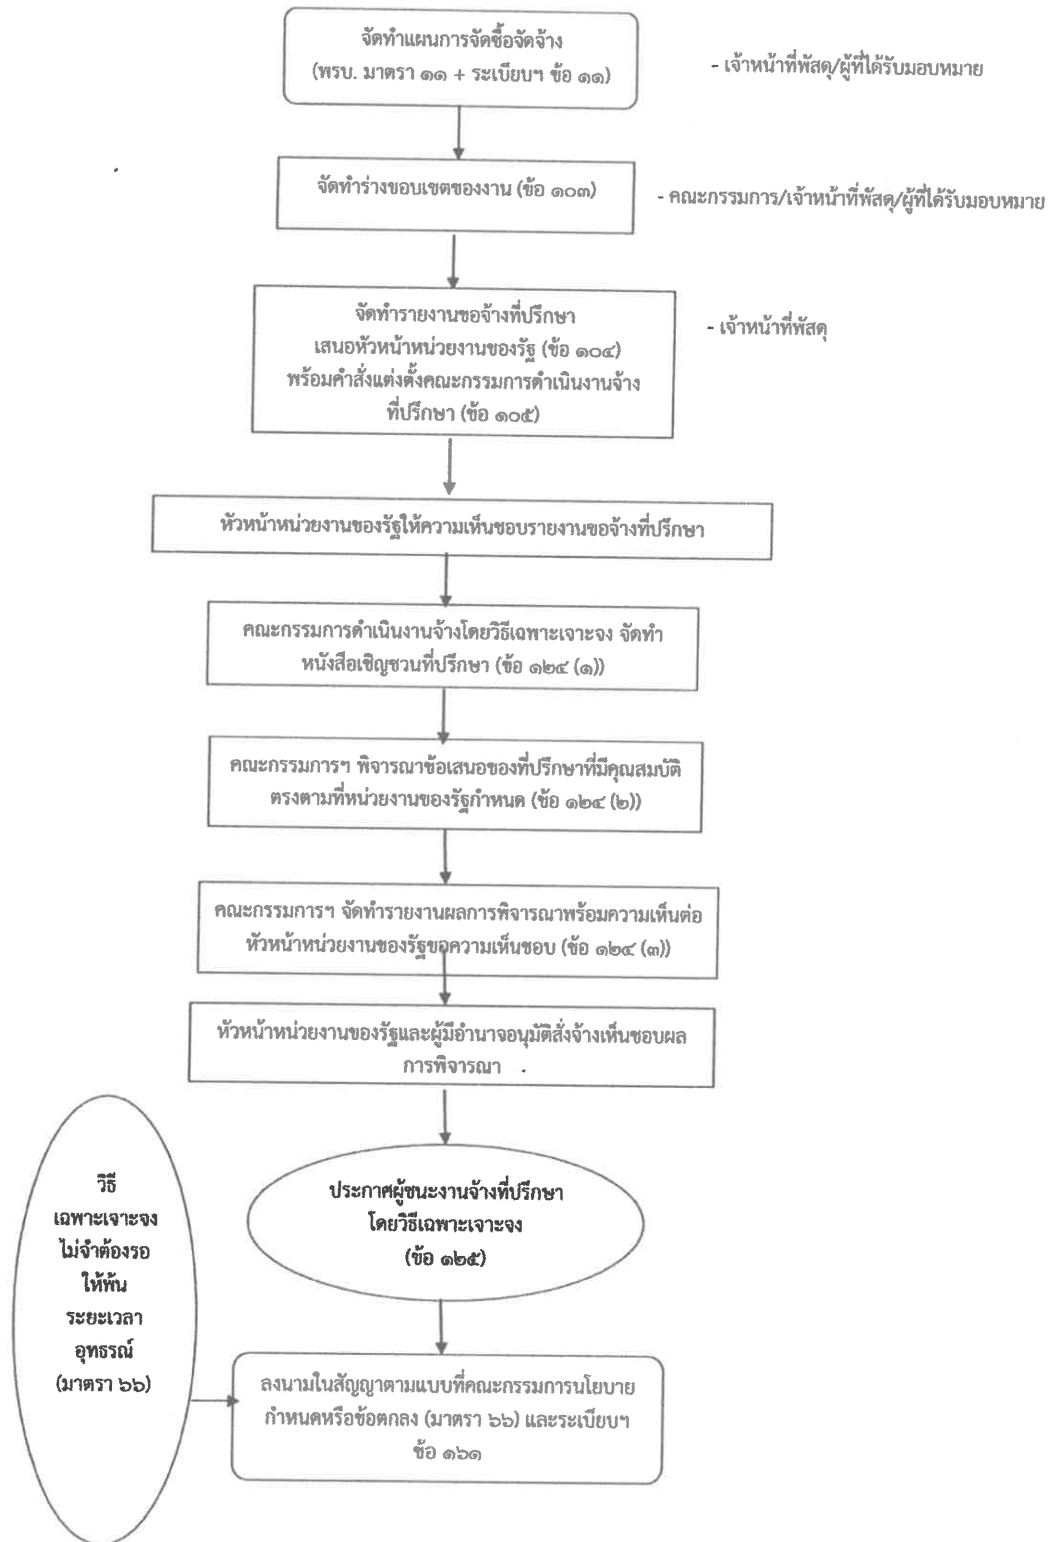 จัดทำแผนการจัดซื้อจัดจ้าง
(พรบ. มาตรา ๑๑ + ระเบียบฯ ข้อ ๑๑)
- เจ้าหน้าที่พัสดุ/ผู้ที่ได้รับมอบหมาย
จัดทำร่างขอบเขตของงาน (ข้อ ๑๐๓)
- คณะกรรมการ/เจ้าหน้าที่พัสดุ/ผู้ที่ได้รับมอบหมาย
จัดทำรายงานขอจ้างที่ปรึกษา
เสนอหัวหน้าหน่วยงานของรัฐ (ข้อ ๑๐๔)
พร้อมคำสั่งแต่งตั้งคณะกรรมการดำเนินงานจ้าง
ที่ปรึกษา (ข้อ ๑๐๕)
- เจ้าหน้าที่พัสดุ
หัวหน้าหน่วยงานของรัฐให้ความเห็นชอบรายงานขอจ้างที่ปรึกษา
คณะกรรมการดำเนินงานจ้างโดยวิธีเฉพาะเจาะจง จัดทำ
หนังสือเชิญชวนที่ปรึกษา (ข้อ ๑๒๔ (๑))
คณะกรรมการฯ พิจารณาข้อเสนอของที่ปรึกษาที่มีคุณสมบัติ
ตรงตามที่หน่วยงานของรัฐกำหนด (ข้อ ๑๒๔ (๒))
คณะกรรมการฯ จัดทำรายงานผลการพิจารณาพร้อมความเห็นต่อ
หัวหน้าหน่วยงานของรัฐขอความเห็นชอบ (ข้อ ๑๒๔ (๓))
หัวหน้าหน่วยงานของรัฐและผู้มีอำนาจอนุมัติสั่งจ้างเห็นชอบผล
การพิจารณา
ประกาศผู้ชนะงานจ้างที่ปรึกษา
โดยวิธีเฉพาะเจาะจง
(ข้อ ๑๒๕)
วิธี
เฉพาะเจาะจง
ไม่จำต้องรอ
ให้พ้น
ระยะเวลา
อุทธรณ์
(มาตรา ๖๖)
ลงนามในสัญญาตามแบบที่คณะกรรมการนโยบาย
กำหนดหรือข้อตกลง (มาตรา ๖๖) และระเบียบฯ
ข้อ ๑๖๑